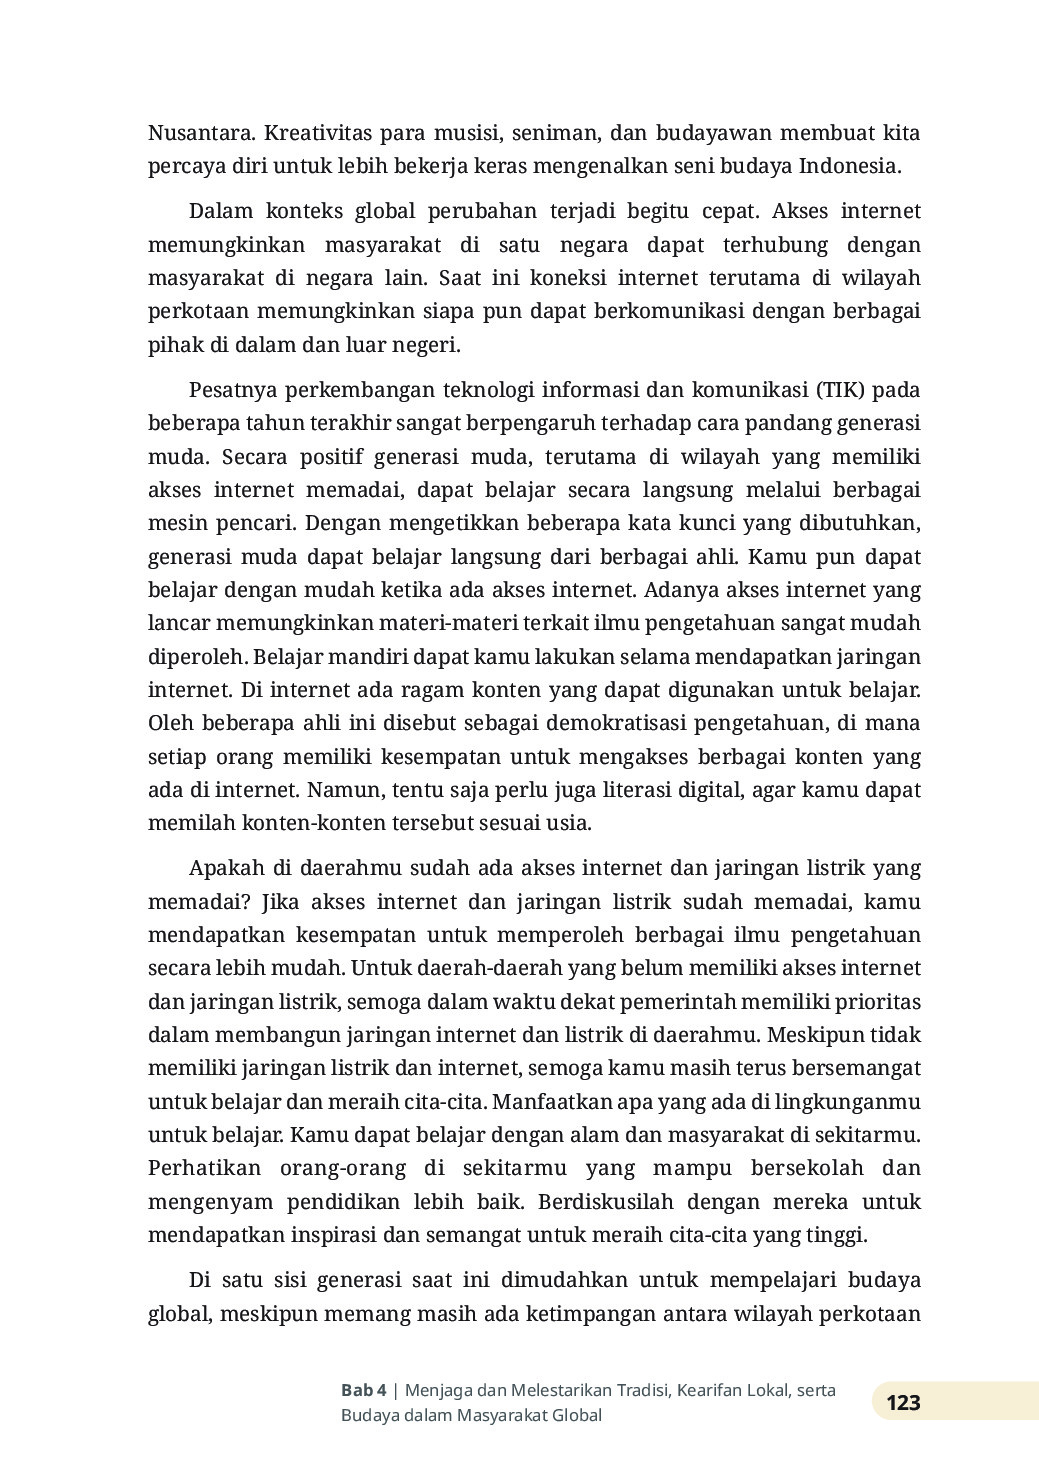 Nusantara. Kreativitas para musisi, seniman, dan budayawan membuat kita
percaya diri untuk lebih bekerja keras mengenalkan seni budaya Indonesia.
Dalam konteks global perubahan terjadi begitu cepat. Akses internet
memungkinkan masyarakat di satu negara dapat terhubung dengan
masyarakat di negara lain. Saat ini koneksi internet terutama di wilayah
perkotaan memungkinkan siapa pun dapat berkomunikasi dengan berbagai
pihak di dalam dan luar negeri.
Pesatnya perkembangan teknologi informasi dan komunikasi (TIK) pada
beberapa tahun terakhir sangat berpengaruh terhadap cara pandang generasi
muda. Secara positif generasi muda, terutama di wilayah yang memiliki
akses internet memadai, dapat belajar secara langsung melalui berbagai
mesin pencari. Dengan mengetikkan beberapa kata kunci yang dibutuhkan,
generasi muda dapat belajar langsung dari berbagai ahli. Kamu pun dapat
belajar dengan mudah ketika ada akses internet. Adanya akses internet yang
lancar memungkinkan materi-materi terkait ilmu pengetahuan sangat mudah
diperoleh. Belajar mandiri dapat kamu lakukan selama mendapatkan jaringan
internet. Di internet ada ragam konten yang dapat digunakan untuk belajar.
Oleh beberapa ahli ini disebut sebagai demokratisasi pengetahuan, di mana
setiap orang memiliki kesempatan untuk mengakses berbagai konten yang
ada di internet. Namun, tentu saja perlu juga literasi digital, agar kamu dapat
memilah konten-konten tersebut sesuai usia.
Apakah di daerahmu sudah ada akses internet dan jaringan listrik yang
memadai? Jika akses internet dan jaringan listrik sudah memadai, kamu
mendapatkan kesempatan untuk memperoleh berbagai ilmu pengetahuan
secara lebih mudah. Untuk daerah-daerah yang belum memiliki akses internet
dan jaringan listrik, semoga dalam waktu dekat pemerintah memiliki prioritas
dalam membangun jaringan internet dan listrik di daerahmu. Meskipun tidak
memiliki jaringan listrik dan internet, semoga kamu masih terus bersemangat
untuk belajar dan meraih cita-cita. Manfaatkan apa yang ada di lingkunganmu
untuk belajar. Kamu dapat belajar dengan alam dan masyarakat di sekitarmu.
Perhatikan orang-orang di sekitarmu yang mampu bersekolah dan
mengenyam pendidikan lebih baik. Berdiskusilah dengan mereka untuk
mendapatkan inspirasi dan semangat untuk meraih cita-cita yang tinggi.
Di satu sisi generasi saat ini dimudahkan untuk mempelajari budaya
global, meskipun memang masih ada ketimpangan antara wilayah perkotaan
Bab 4 | Menjaga dan Melestarikan Tradisi, Kearifan Lokal, serta
Budaya dalam Masyarakat Global
123